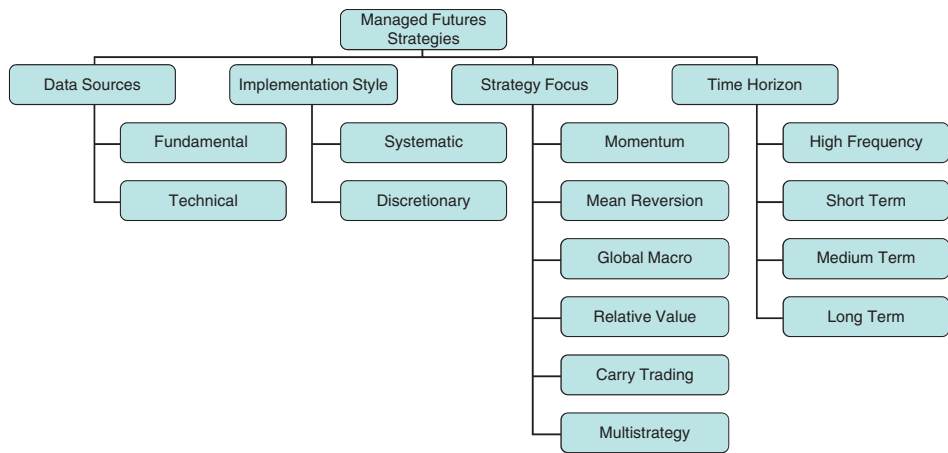 Managed Futures
Strategies
Data Sources
Implementation Style
Strategy Focus
Time Horizon
Fundamental
Technical
Systematic
Discretionary
Momentum
Mean Reversion
Global Macro
Relative Value
Carry Trading
Multistrategy
High Frequency
Short Term
Medium Term
Long Term